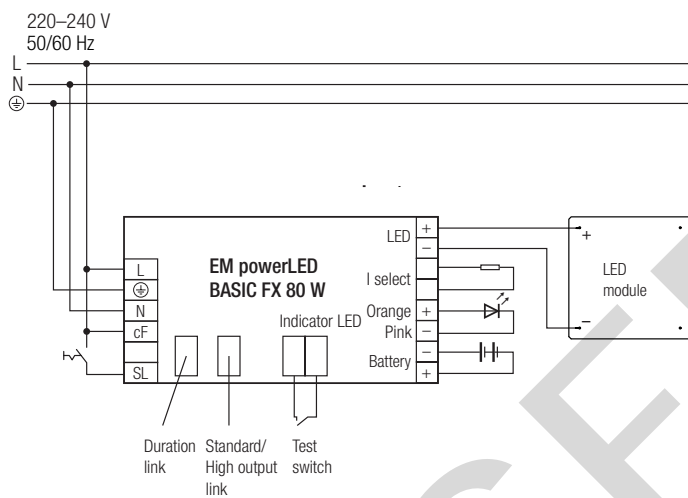 220–240 V
50/60 Hz
L
N
LED
+
−
+
LED
module
−
L
N
cF
SL
EM powerLED
BASIC FX 80 W
I select
Indicator LED
Orange
+
Pink
−
Battery
−
+
Duration
link
Standard/
High output
link
Test
switch